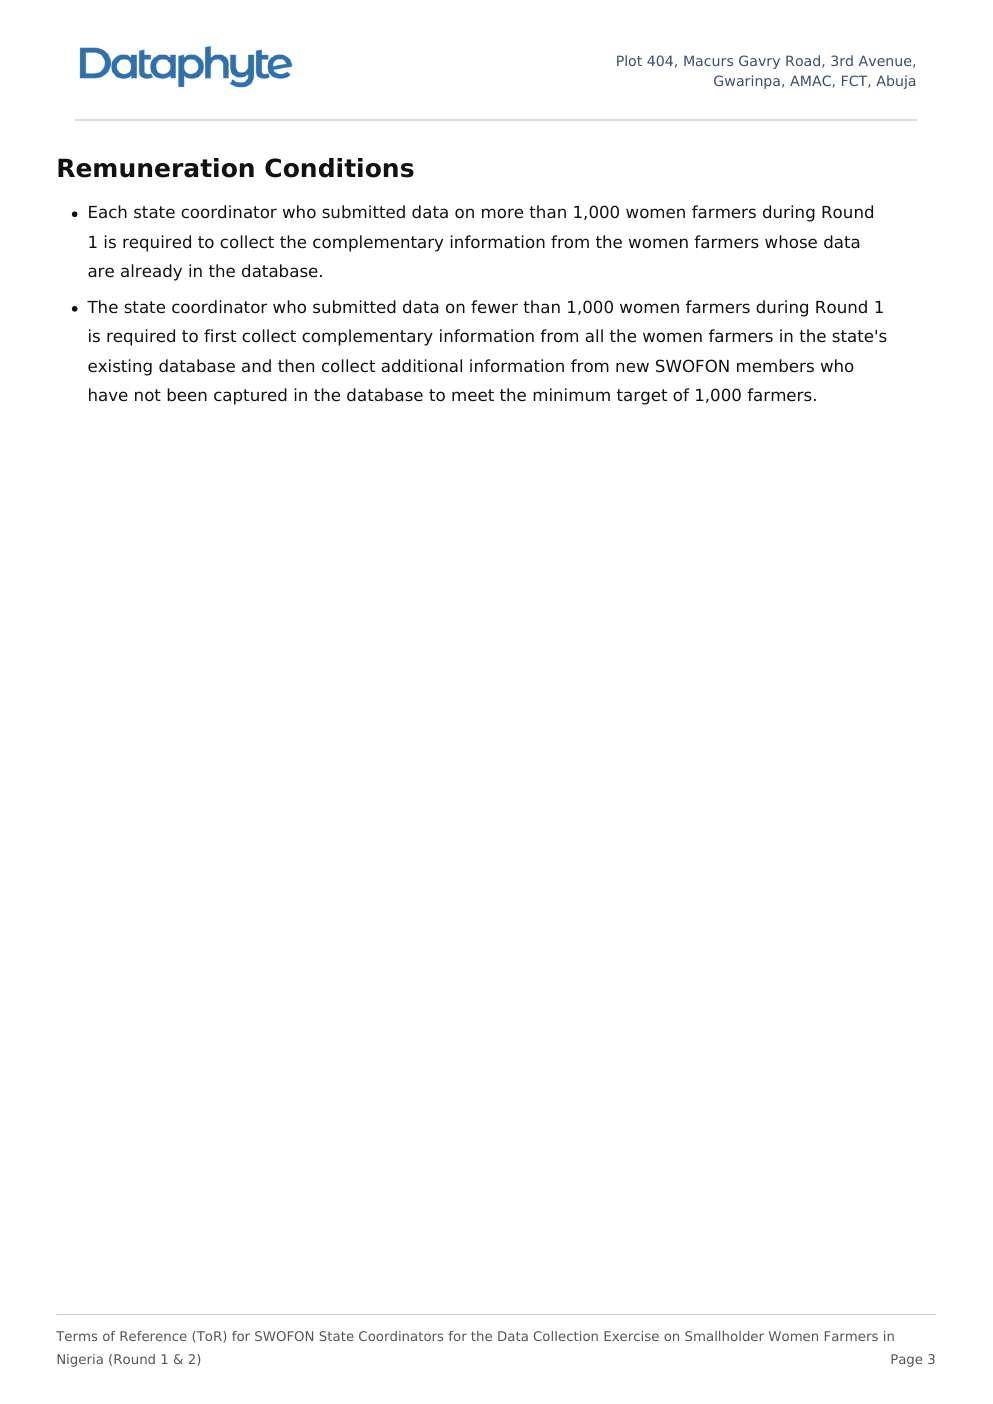 Dataphyte
Plot 404, Macurs Gavry Road, 3rd Avenue,
Gwarinpa, AMAC, FCT, Abuja
Remuneration Conditions
• Each state coordinator who submitted data on more than 1,000 women farmers during Round
1 is required to collect the complementary information from the women farmers whose data
are already in the database.
• The state coordinator who submitted data on fewer than 1,000 women farmers during Round 1
is required to first collect complementary information from all the women farmers in the state's
existing database and then collect additional information from new SWOFON members who
have not been captured in the database to meet the minimum target of 1,000 farmers.
Terms of Reference (ToR) for SWOFON State Coordinators for the Data Collection Exercise on Smallholder Women Farmers in
Nigeria (Round 1 & 2)
Page 3